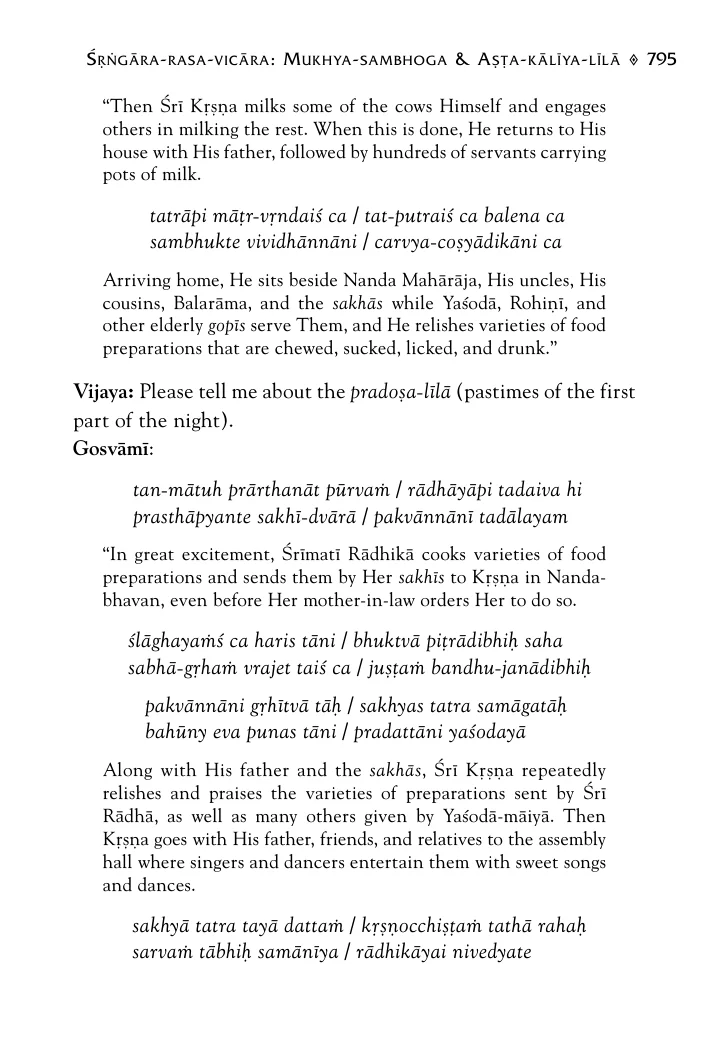 Śṛṅgāra-rasa-vicāra: Mukhya-sambhoga & Aṣṭa-kālīya-līlā ◈ 795
“Then Śrī Kṛṣṇa milks some of the cows Himself and engages
others in milking the rest. When this is done, He returns to His
house with His father, followed by hundreds of servants carrying
pots of milk.
tatrāpi māṭr-vṛndaiś ca / tat-putraiś ca balena ca
sambhukte vividhānnāni / carvya-coṣyādikāni ca
Arriving home, He sits beside Nanda Mahārāja, His uncles, His
cousins, Balarāma, and the sakhās while Yaśodā, Rohiṇī, and
other elderly gopīs serve Them, and He relishes varieties of food
preparations that are chewed, sucked, licked, and drunk.”
Vijaya: Please tell me about the pradoṣa-līlā (pastimes of the first
part of the night).
Gosvāmī:
tan-mātuh prārthanāt pūrvaṁ / rādhāyāpi tadaiva hi
prasthāpyante sakhī-dvārā / pakvānnānī tadālayam
“In great excitement, Śrīmatī Rādhikā cooks varieties of food
preparations and sends them by Her sakhīs to Kṛṣṇa in Nanda-
bhavan, even before Her mother-in-law orders Her to do so.
ślāghayaṁś ca haris tāni / bhuktvā piṭrādibhiḥ saha
sabhā-gṛhaṁ vrajet taiś ca / juṣṭaṁ bandhu-janādibhiḥ
pakvānnāni gṛhītvā tāḥ / sakhyas tatra samāgatāḥ
bahūny eva punas tāni / pradattāni yaśodayā
Along with His father and the sakhās, Śrī Kṛṣṇa repeatedly
relishes and praises the varieties of preparations sent by Śrī
Rādhā, as well as many others given by Yaśodā-māiyā. Then
Kṛṣṇa goes with His father, friends, and relatives to the assembly
hall where singers and dancers entertain them with sweet songs
and dances.
sakhyā tatra tayā dattaṁ / kṛṣṇocchiṣṭaṁ tathā rahaḥ
sarvaṁ tābhiḥ samānīya / rādhikāyai nivedyate